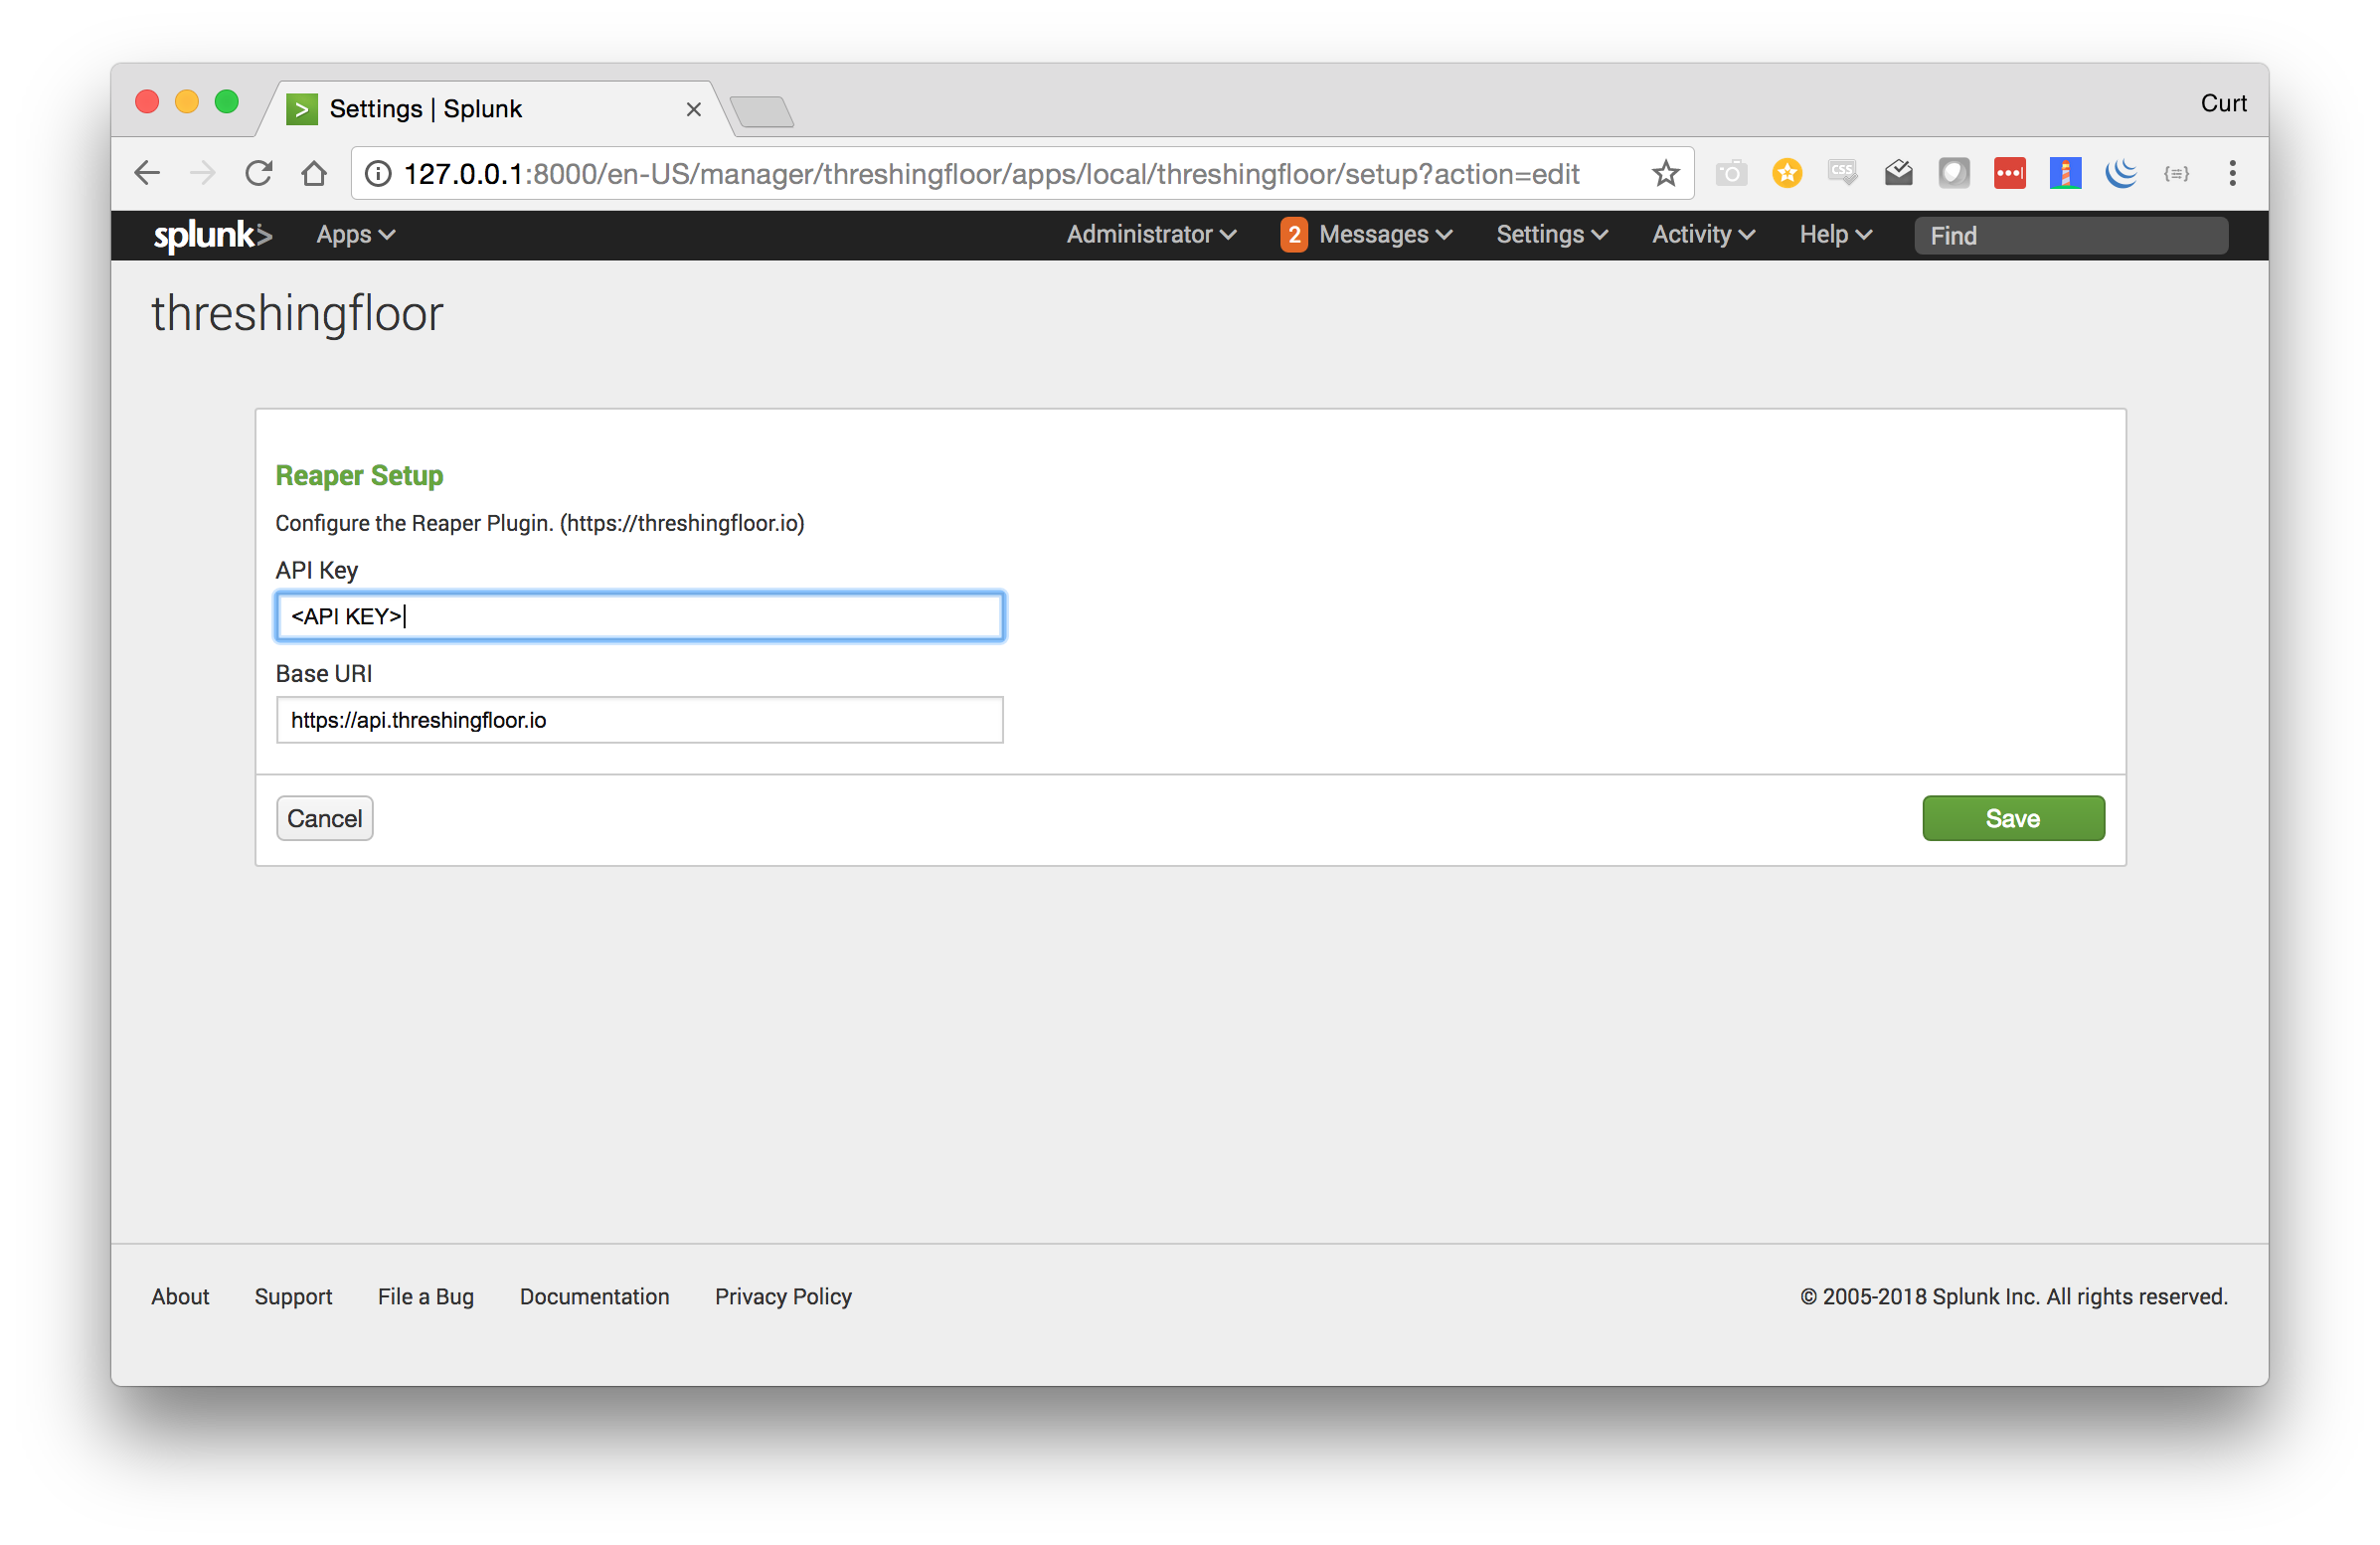 Settings | Splunk
Curt
127.0.0.1:8000/en-US/manager/threshingfloor/apps/local/threshingfloor/setup?action=edit
splunk> Apps Administrator 2 Messages Settings Activity Help Find
threshingfloor
Reaper Setup
Configure the Reaper Plugin. (https://threshingfloor.io)
API Key
<API KEY>
Base URI
https://api.threshingfloor.io
Cancel Save
About Support File a Bug Documentation Privacy Policy © 2005-2018 Splunk Inc. All rights reserved.